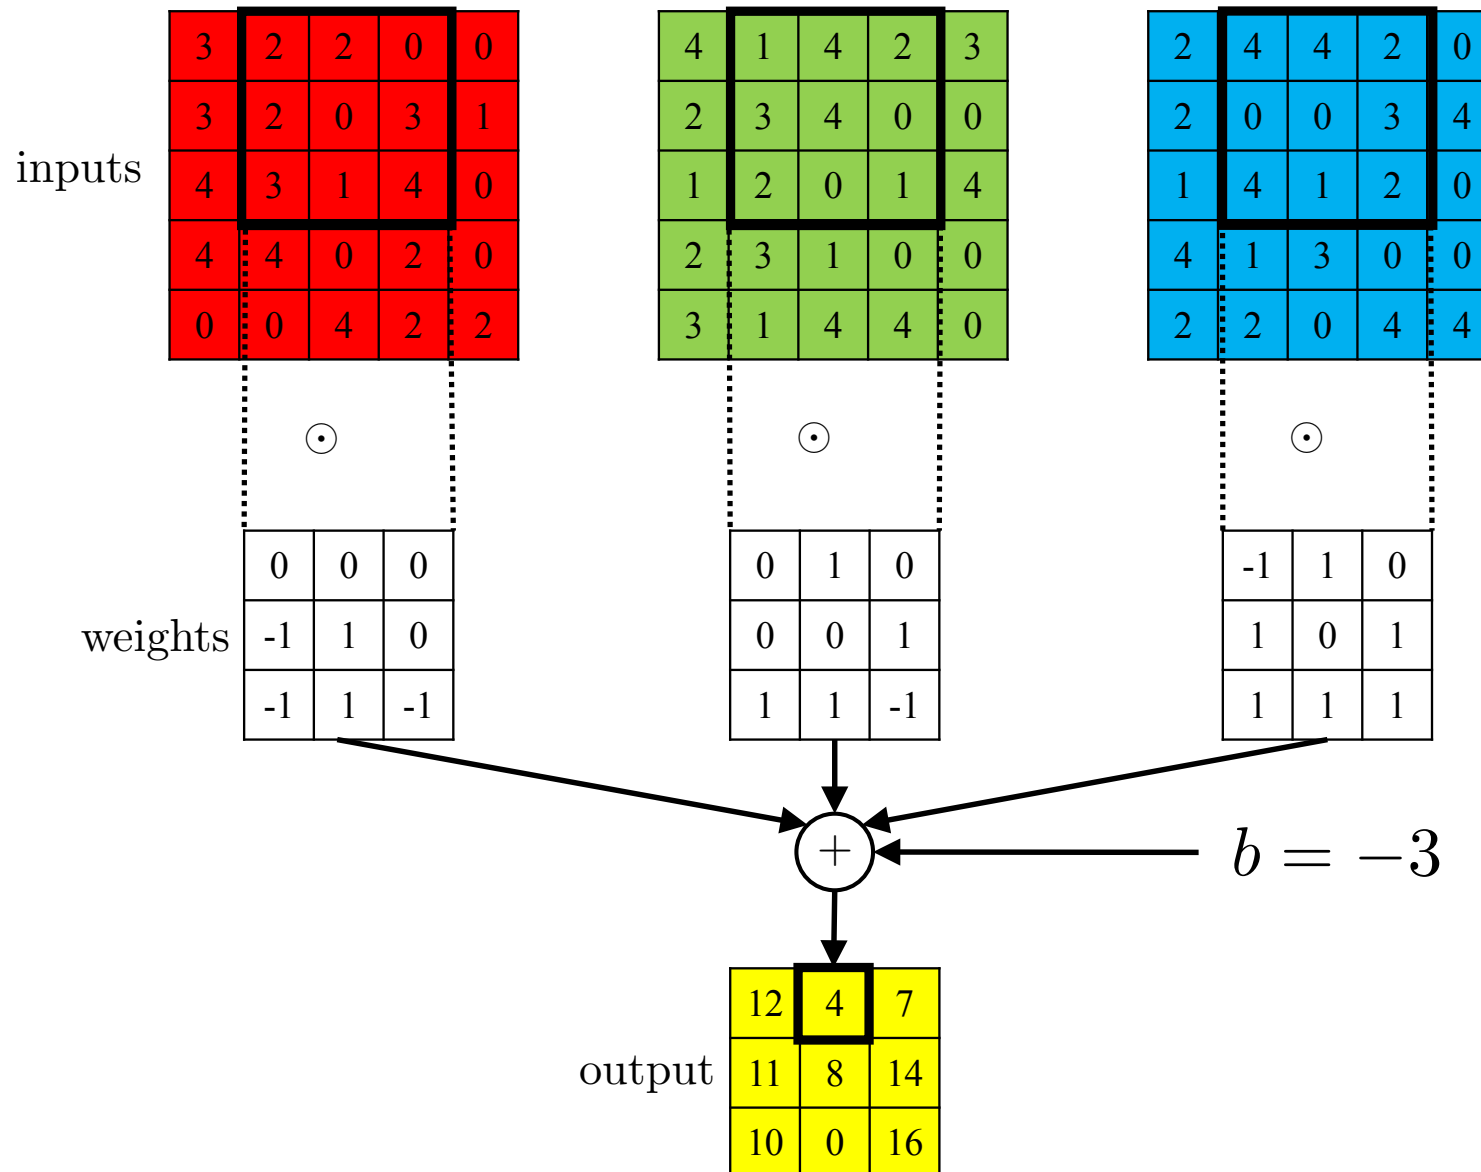 3 2 2 0 0 4 1 4 2 3 2 4 4 2 0
3 2 0 3 1 2 3 4 0 0 2 0 0 3 4
inputs 4 3 1 4 0 1 2 0 1 4 1 4 1 2 0
4 4 0 2 0 2 3 1 0 0 4 1 3 0 0
0 0 4 2 2 3 1 4 4 0 2 2 0 4 4
⊙ ⊙ ⊙
0 0 0 0 1 0 -1 1 0
weights -1 1 0 0 0 1 1 0 1
-1 1 -1 1 1 -1 1 1 1
+ b = −3
12 4 7
output 11 8 14
10 0 16